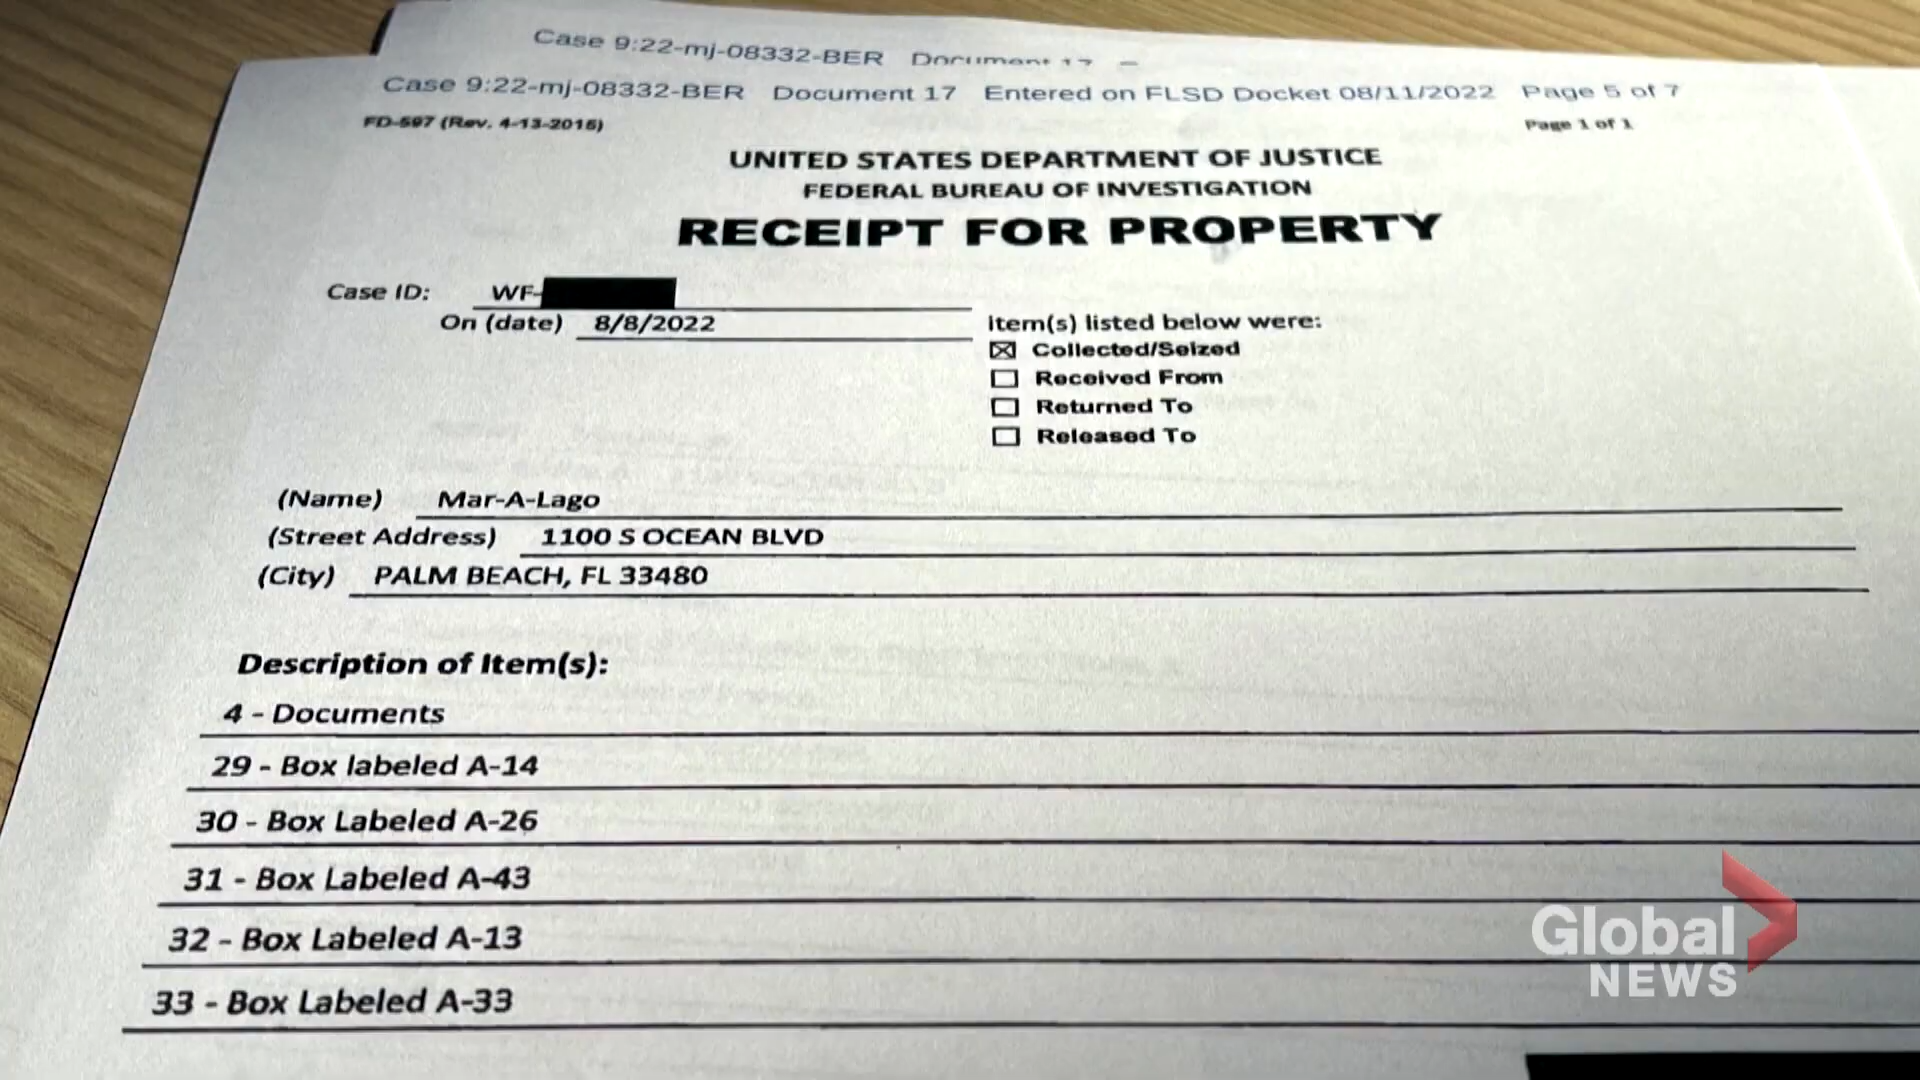 Case 9:22-mj-08332-BER Document 17
Case 9:22-mj-08332-BER Document 17 Entered on FLSD Docket 08/11/2022 Page 5 of 7
FD-597 (Rev. 4-13-2015)
Page 1 of 1
UNITED STATES DEPARTMENT OF JUSTICE
FEDERAL BUREAU OF INVESTIGATION
RECEIPT FOR PROPERTY
Case ID: WF-
On (date) 8/8/2022
Item(s) listed below were:
☒ Collected/Seized
☐ Received From
☐ Returned To
☐ Released To
(Name) Mar-A-Lago
(Street Address) 1100 S OCEAN BLVD
(City) PALM BEACH, FL 33480
Description of Item(s):
4 - Documents
29 - Box labeled A-14
30 - Box Labeled A-26
31 - Box Labeled A-43
32 - Box Labeled A-13
33 - Box Labeled A-33
Global
NEWS